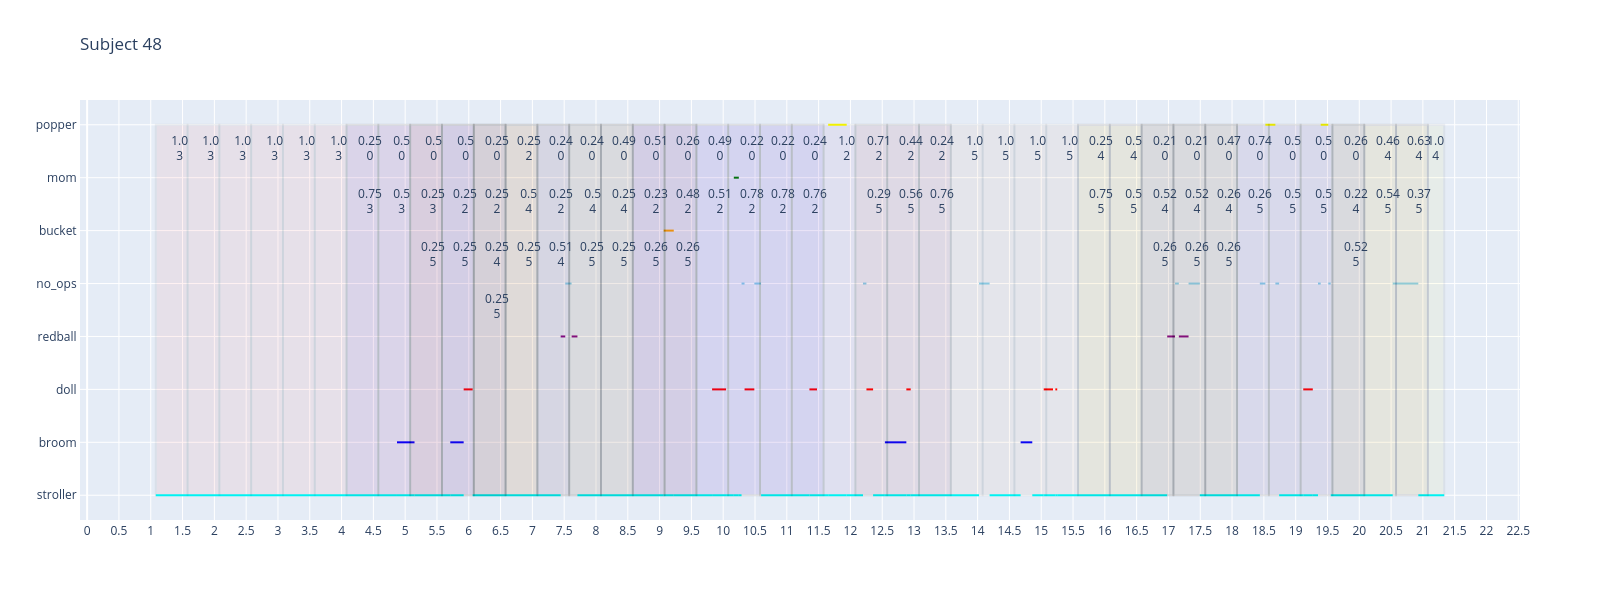 Subject 48
popper
1.0 1.0 1.0 1.0 1.0 1.0 0.25 0.5 0.5 0.5 0.25 0.25 0.24 0.24 0.49 0.51 0.26 0.49 0.22 0.22 0.24 1.0 0.71 0.44 0.24 1.0 1.0 1.0 1.0 0.25 0.5 0.21 0.21 0.47 0.74 0.5 0.5 0.26 0.46 0.63 1.0
3 3 3 3 3 3 0 0 0 0 0 2 0 0 0 0 0 0 0 0 0 2 2 2 2 5 5 5 5 4 4 0 0 0 0 0 0 0 4 4 4
mom
0.75 0.5 0.25 0.25 0.25 0.5 0.25 0.5 0.25 0.23 0.48 0.51 0.78 0.78 0.76 0.29 0.56 0.76 0.75 0.5 0.52 0.52 0.26 0.26 0.5 0.5 0.22 0.54 0.37
3 3 3 2 2 4 2 4 4 2 2 2 2 2 2 5 5 5 5 5 4 4 4 5 5 5 4 5 5
bucket
0.25 0.25 0.25 0.25 0.51 0.25 0.25 0.26 0.26 0.26 0.26 0.26 0.52
5 5 4 5 4 5 5 5 5 5 5 5 5
no_ops
0.25
5
redball
doll
broom
stroller
0 0.5 1 1.5 2 2.5 3 3.5 4 4.5 5 5.5 6 6.5 7 7.5 8 8.5 9 9.5 10 10.5 11 11.5 12 12.5 13 13.5 14 14.5 15 15.5 16 16.5 17 17.5 18 18.5 19 19.5 20 20.5 21 21.5 22 22.5